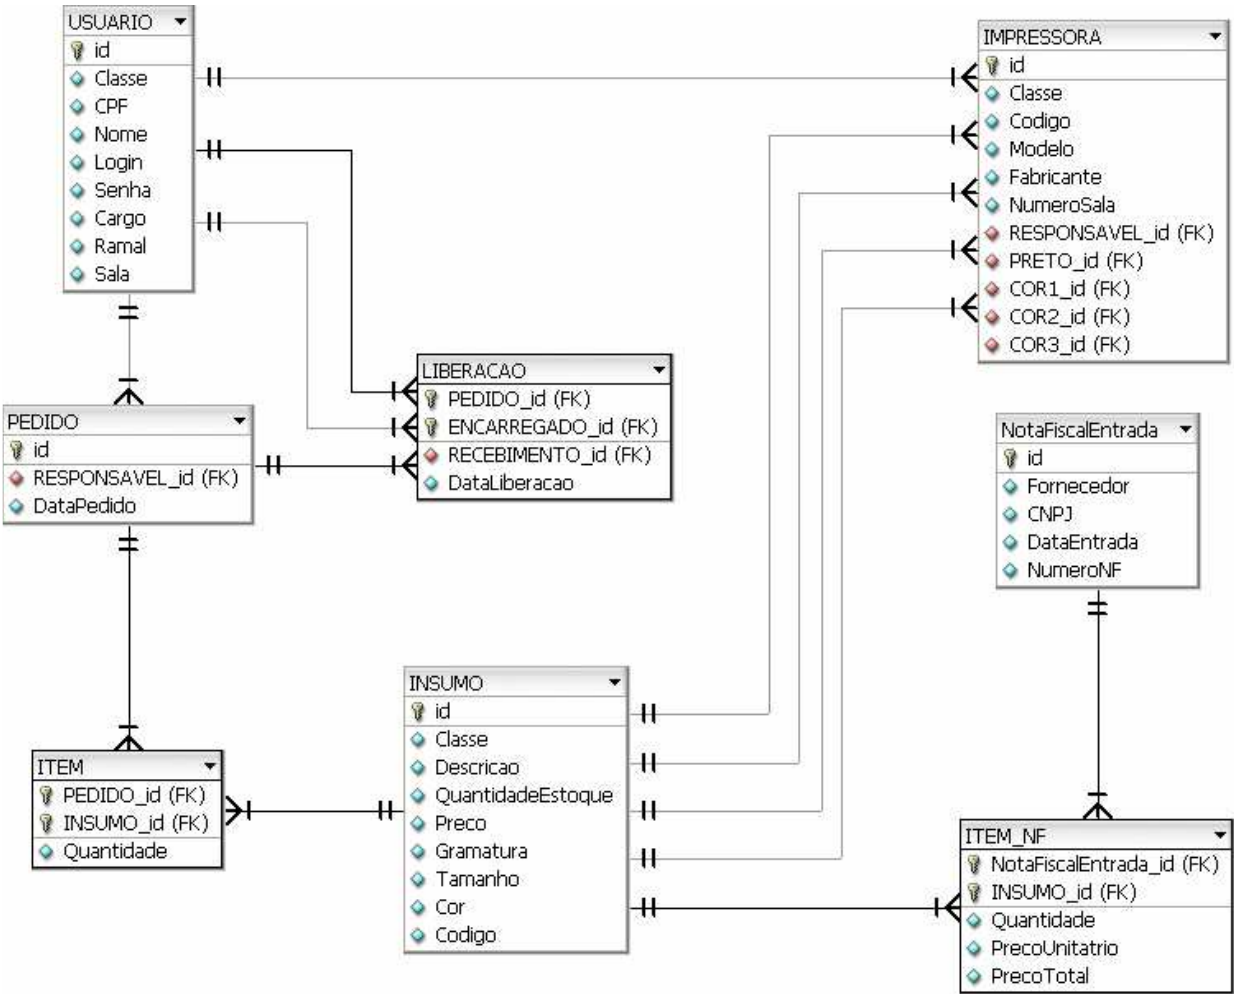 USUARIO
id
Classe
CPF
Nome
Login
Senha
Cargo
Ramal
Sala
IMPRESSORA
id
Classe
Codigo
Modelo
Fabricante
NumeroSala
RESPONSAVEL_id (FK)
PRETO_id (FK)
COR1_id (FK)
COR2_id (FK)
COR3_id (FK)
LIBERACAO
PEDIDO_id (FK)
ENCARREGADO_id (FK)
RECEBIMENTO_id (FK)
DataLiberacao
PEDIDO
id
RESPONSAVEL_id (FK)
DataPedido
NotaFiscalEntrada
id
Fornecedor
CNPJ
DataEntrada
NumeroNF
INSUMO
id
Classe
Descricao
QuantidadeEstoque
Preco
Gramatura
Tamanho
Cor
Codigo
ITEM
PEDIDO_id (FK)
INSUMO_id (FK)
Quantidade
ITEM_NF
NotaFiscalEntrada_id (FK)
INSUMO_id (FK)
Quantidade
PrecoUnitatrio
PrecoTotal